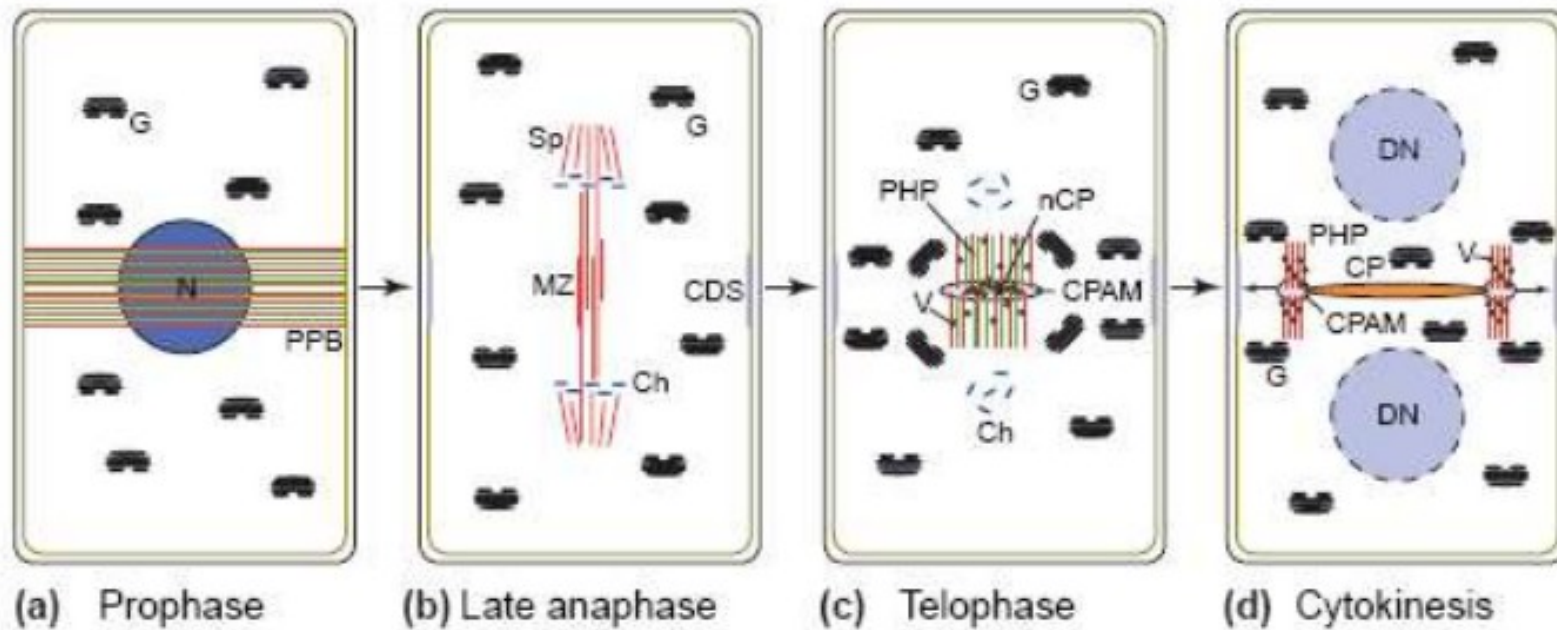 G
N
PPB
Sp
G
MZ
CDS
Ch
G
PHP
nCP
V
CPAM
Ch
DN
PHP
V
CP
CPAM
G
DN
(a) Prophase
(b) Late anaphase
(c) Telophase
(d) Cytokinesis